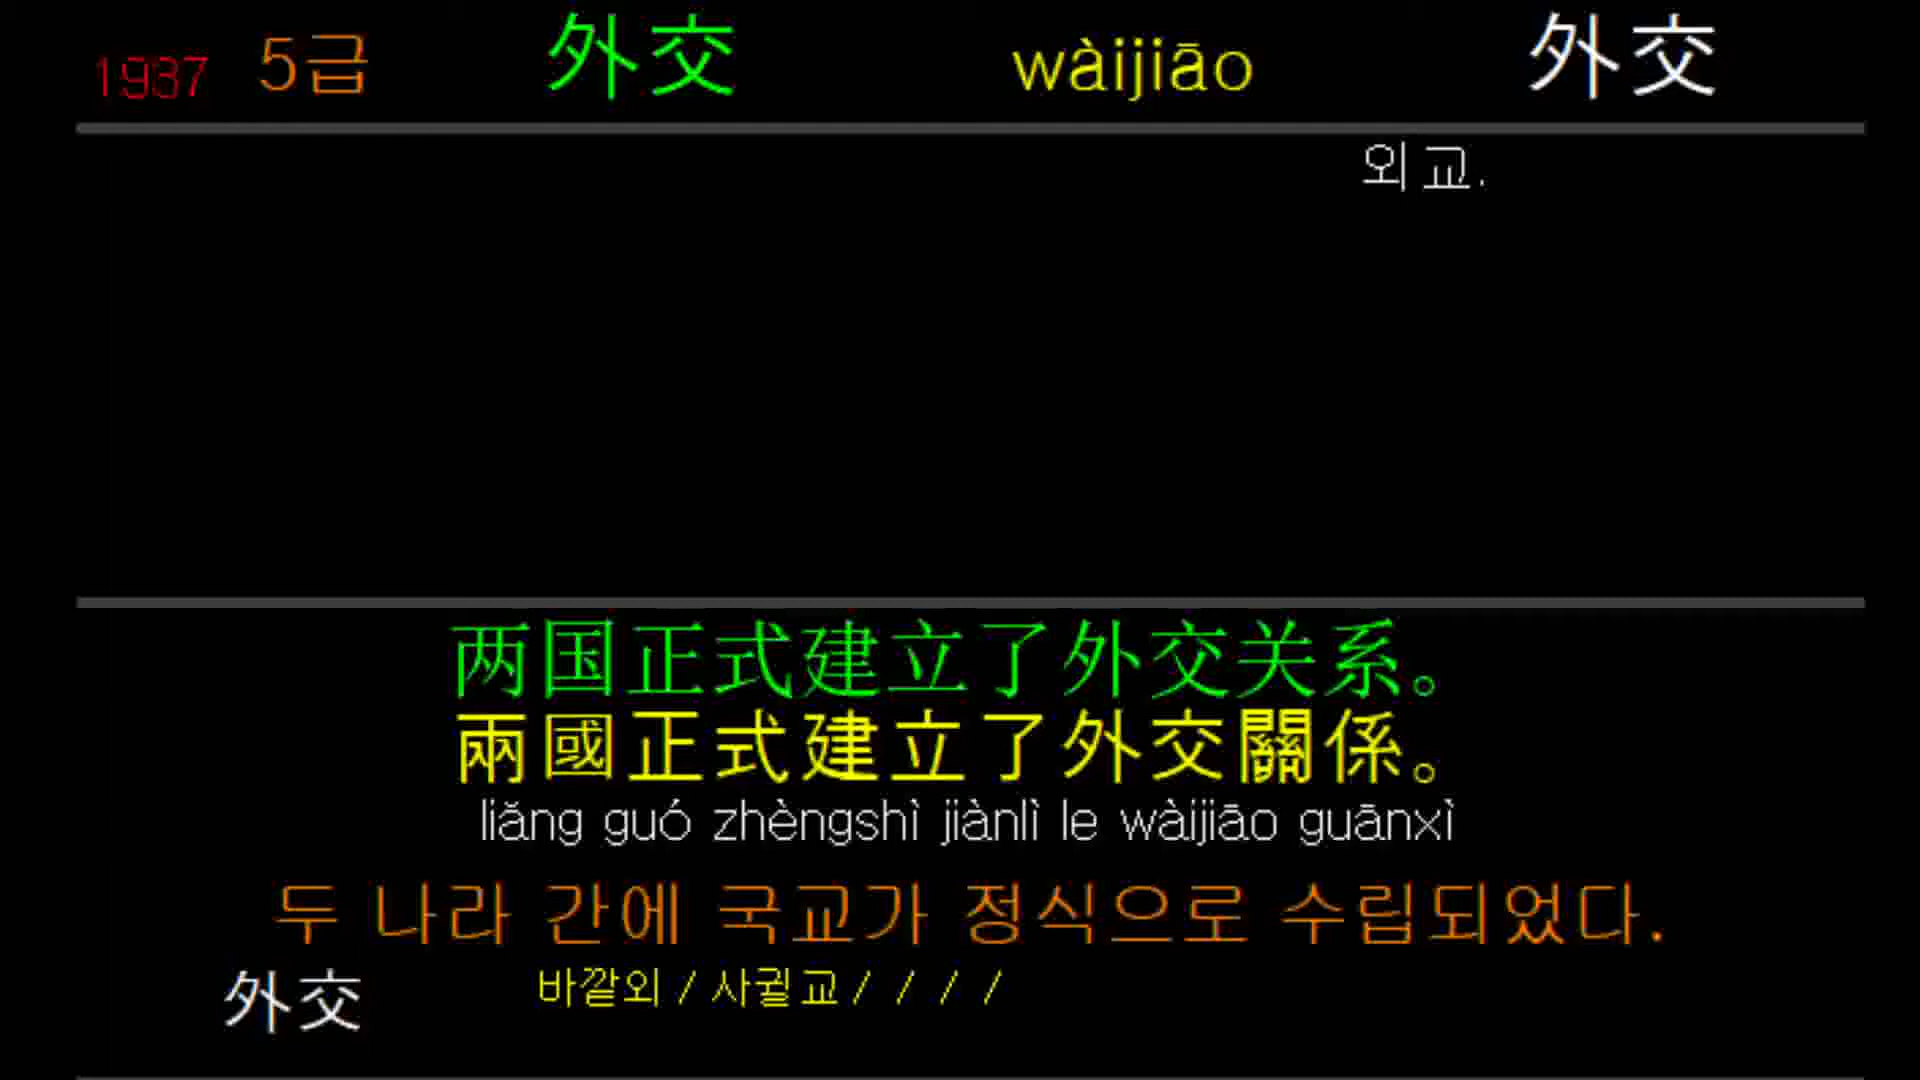 1937 5급 外交 wàijiāo 外交
외교.
两国正式建立了外交关系。
兩國正式建立了外交關係。
liăng guó zhèngshì jiànlì le wàijiāo guānxì
두 나라 간에 국교가 정식으로 수립되었다.
外交 바깥외 / 사귈교 / / / /